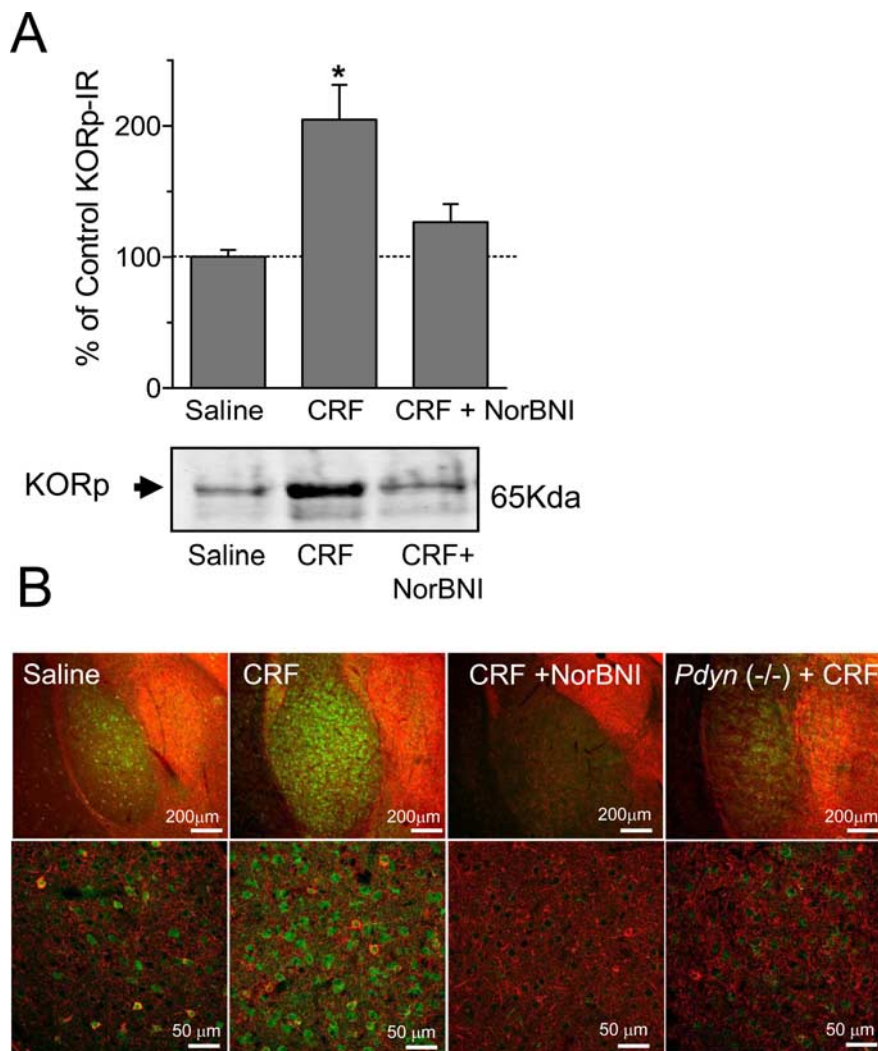 A
*
% of Control KORp-IR
200
100
0
Saline CRF CRF + NorBNI
KORp 65Kda
Saline CRF CRF+
NorBNI
B
Saline CRF CRF +NorBNI Pdyn (-/-) + CRF
200μm 200μm 200μm 200μm
50 μm 50 μm 50 μm 50 μm